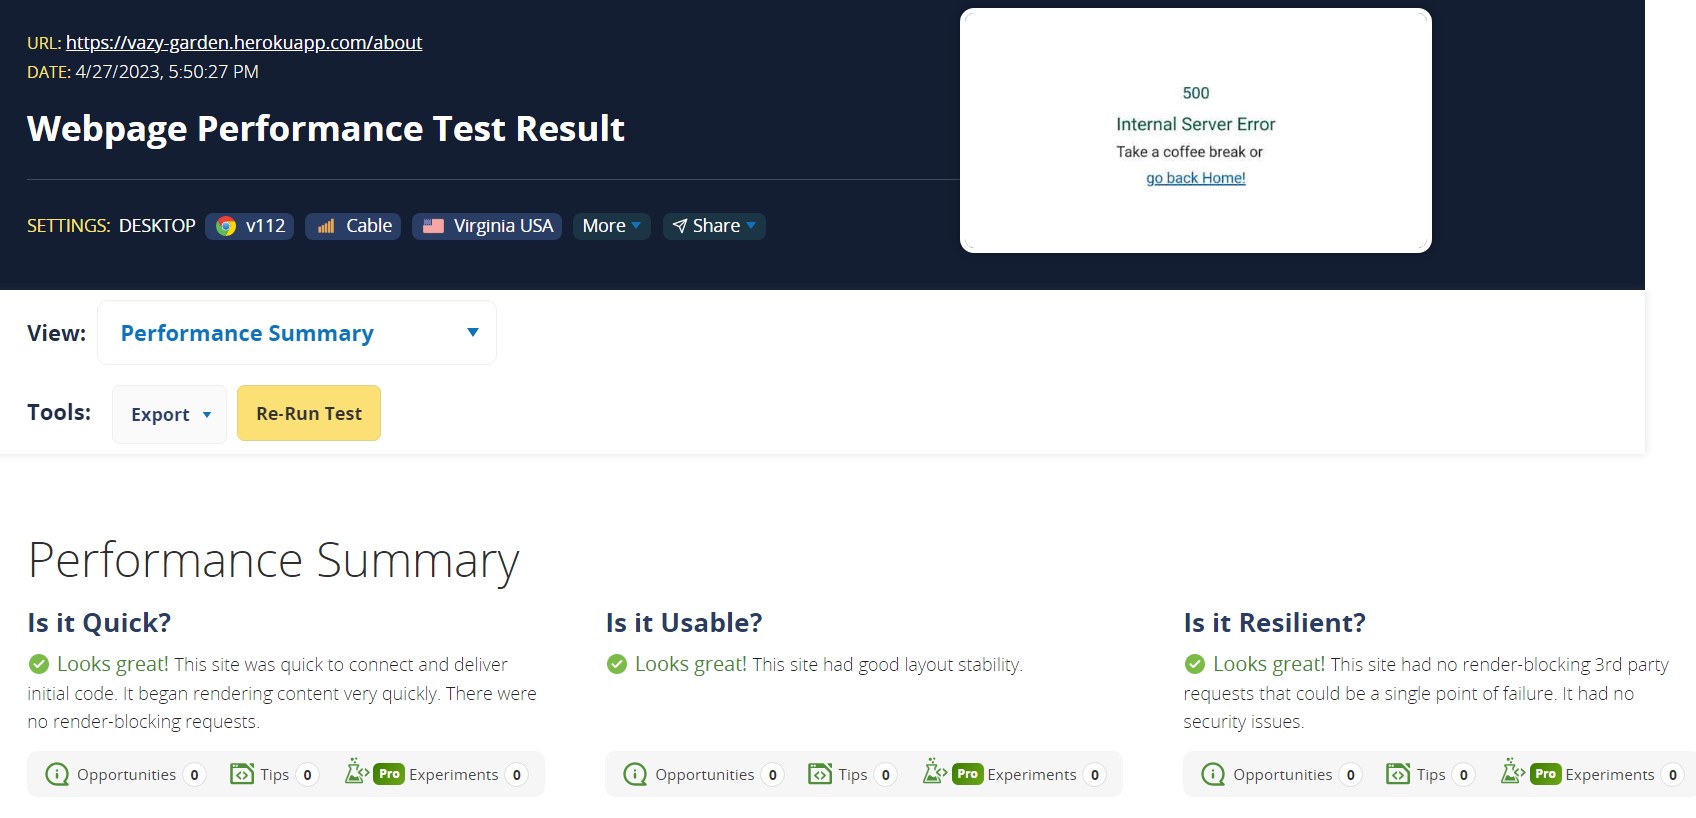 URL: https://vazy-garden.herokuapp.com/about
DATE: 4/27/2023, 5:50:27 PM
Webpage Performance Test Result
SETTINGS: DESKTOP v112 Cable Virginia USA More Share
500
Internal Server Error
Take a coffee break or
go back Home!
View: Performance Summary
Tools: Export Re-Run Test
Performance Summary
Is it Quick?
Looks great! This site was quick to connect and deliver
initial code. It began rendering content very quickly. There were
no render-blocking requests.
Opportunities 0 Tips 0 Pro Experiments 0
Is it Usable?
Looks great! This site had good layout stability.
Opportunities 0 Tips 0 Pro Experiments 0
Is it Resilient?
Looks great! This site had no render-blocking 3rd party
requests that could be a single point of failure. It had no
security issues.
Opportunities 0 Tips 0 Pro Experiments 0